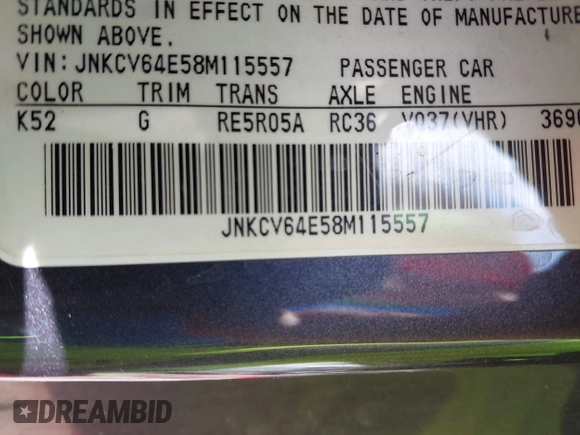 STANDARDS IN EFFECT ON THE DATE OF MANUFACTURE
SHOWN ABOVE.
VIN:JNKCV64E58M115557 PASSENGER CAR
COLOR TRIM TRANS AXLE ENGINE
K52 G RE5R05A RC36 VQ37(VHR)
JNKCV64E58M115557
DREAMBID